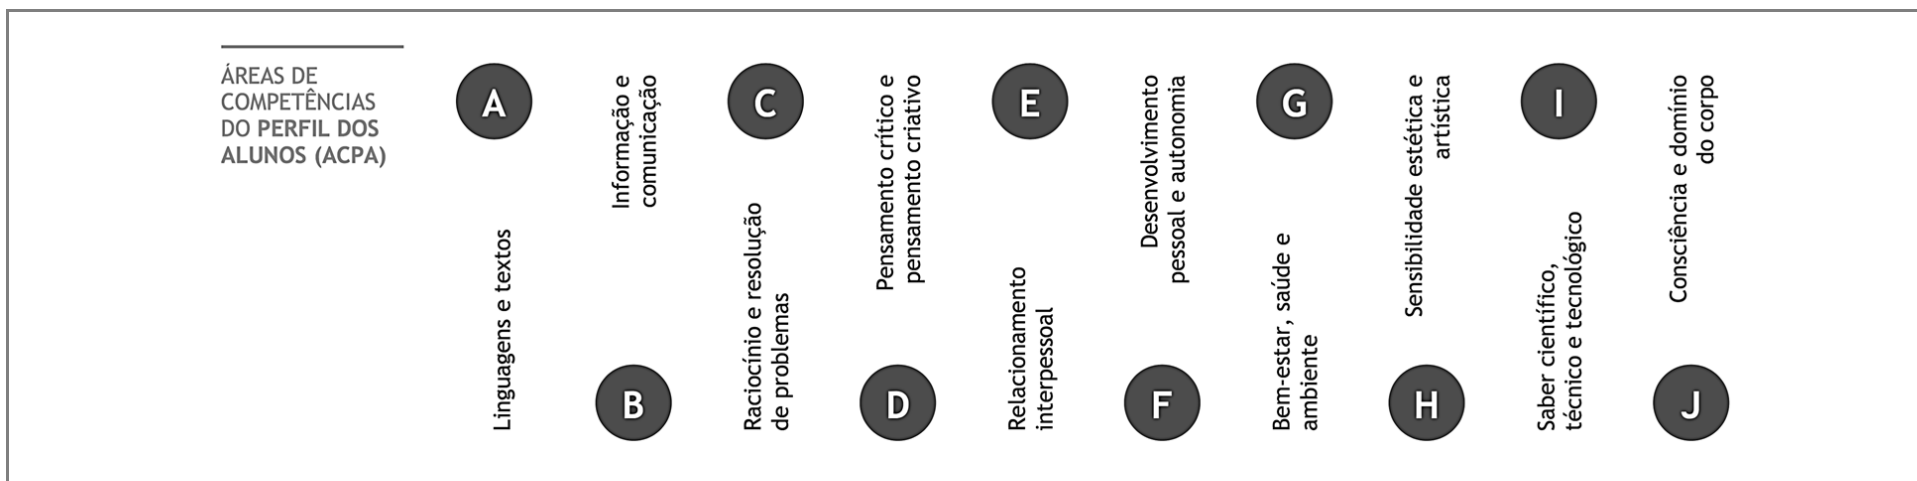 ÁREAS DE
COMPETÊNCIAS
DO PERFIL DOS
ALUNOS (ACPA)
A
Linguagens e textos
B
Informação e
comunicação
C
Raciocínio e resolução
de problemas
D
Pensamento crítico e
pensamento criativo
E
Relacionamento
interpessoal
F
Desenvolvimento
pessoal e autonomia
G
Bem-estar, saúde e
ambiente
H
Sensibilidade estética e
artística
I
Saber científico,
técnico e tecnológico
J
Consciência e domínio
do corpo